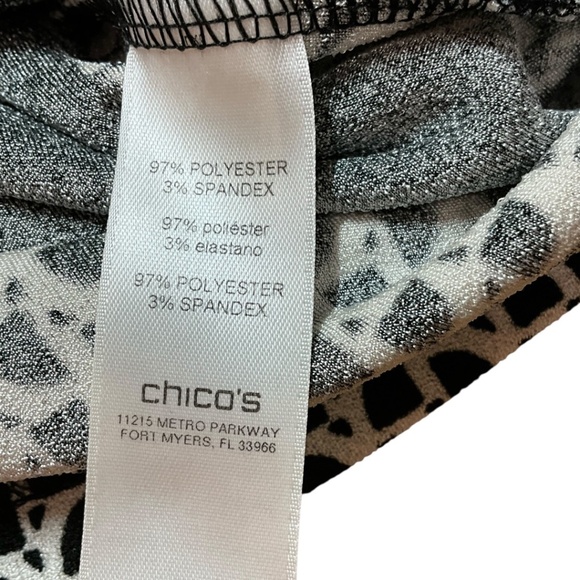 97% POLYESTER
3% SPANDEX
97% poliéster
3% elastano
97% POLYESTER
3% SPANDEX
chico's
11215 METRO PARKWAY
FORT MYERS, FL 33966